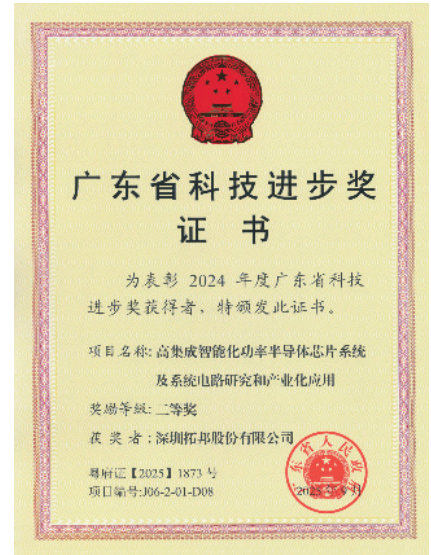 广东省科技进步奖
证书
为表彰 2024 年度广东省科技
进步奖获得者，特颁发此证书。
项目名称: 高集成智能化功率半导体芯片系统
及系统电路研究和产业化应用
奖励等级: 二等奖
获奖者: 深圳拓邦股份有限公司
粤府证【2025】1873 号
项目编号:J06-2-01-D08